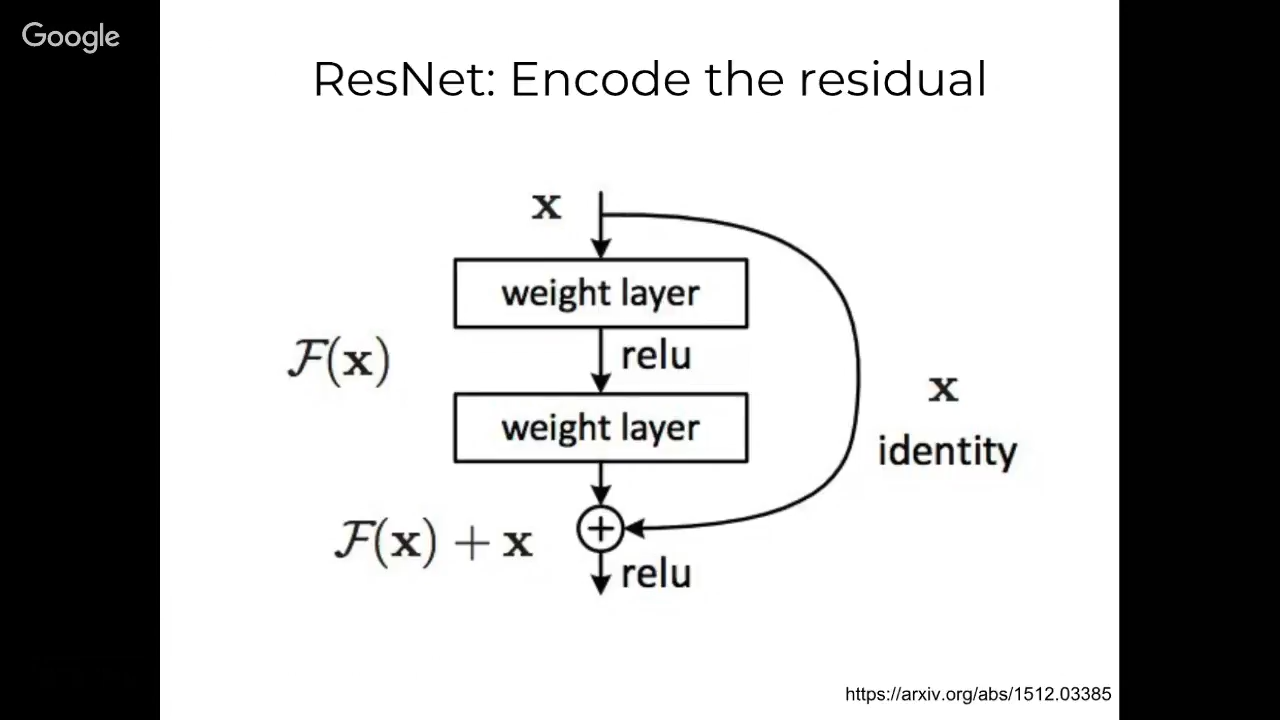 Google
ResNet: Encode the residual
x
weight layer
relu
F(x)
weight layer
x
identity
F(x) + x
+
relu
https://arxiv.org/abs/1512.03385